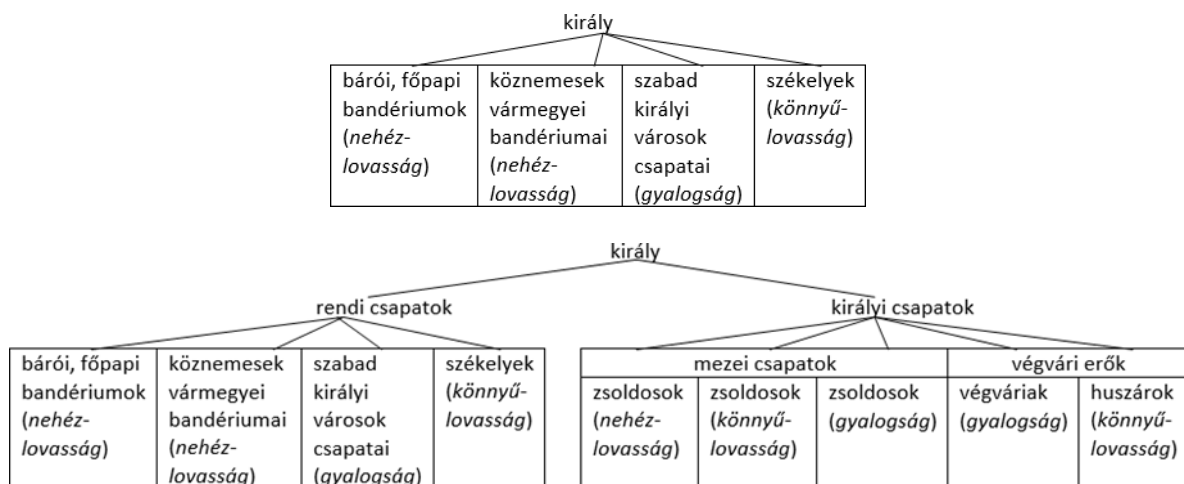 király
bárói, főpapi
bandériumok
(nehéz-
lovasság)
köznemesek
vármegyei
bandériumai
(nehéz-
lovasság)
szabad
királyi
városok
csapatai
(gyalogság)
székelyek
(könnyű-
lovasság)
király
rendi csapatok
királyi csapatok
bárói, főpapi
bandériumok
(nehéz-
lovasság)
köznemesek
vármegyei
bandériumai
(nehéz-
lovasság)
szabad
királyi
városok
csapatai
(gyalogság)
székelyek
(könnyű-
lovasság)
mezei csapatok
végvári erők
zsoldosok
(nehéz-
lovasság)
zsoldosok
(könnyű-
lovasság)
zsoldosok
(gyalogság)
végváriak
(gyalogság)
huszárok
(könnyű-
lovasság)